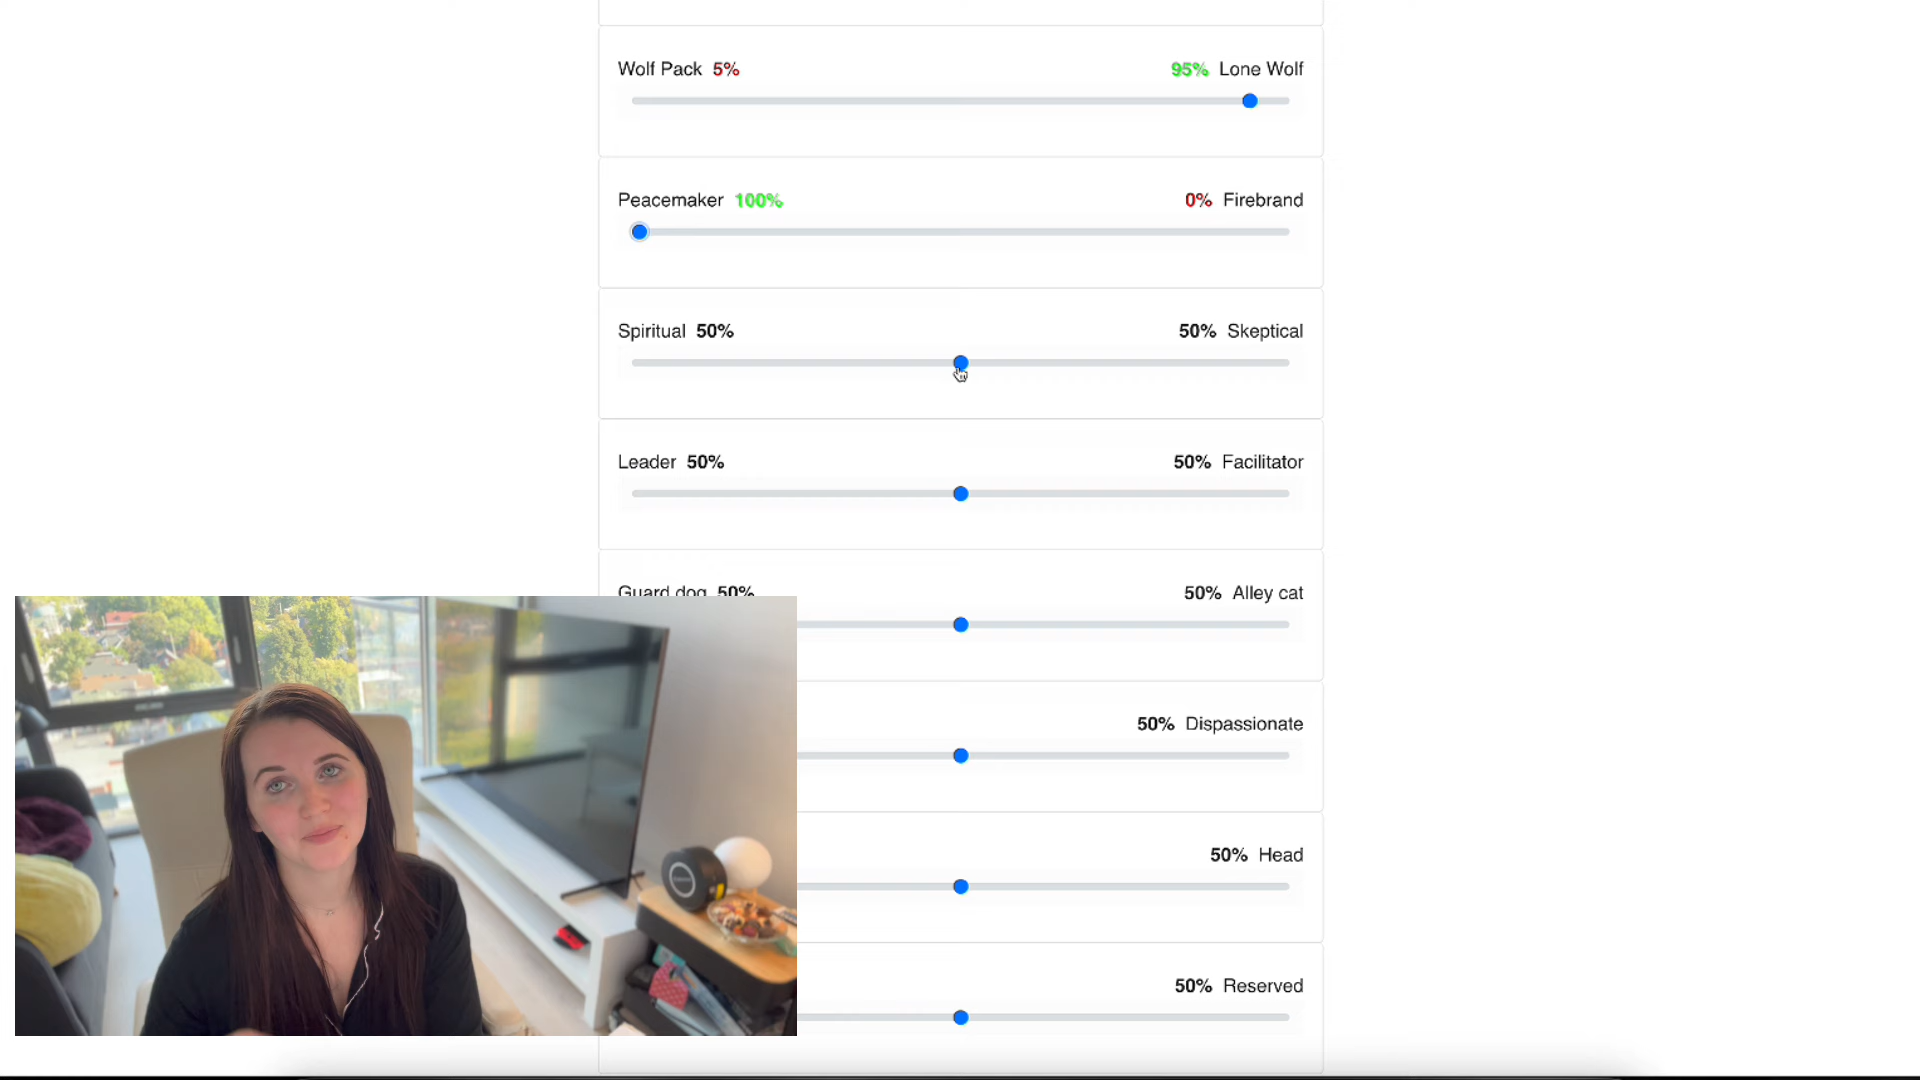 Wolf Pack 5% 95% Lone Wolf
Peacemaker 100% 0% Firebrand
Spiritual 50% 50% Skeptical
Leader 50% 50% Facilitator
Guard dog 50% 50% Alley cat
50% Dispassionate
50% Head
50% Reserved